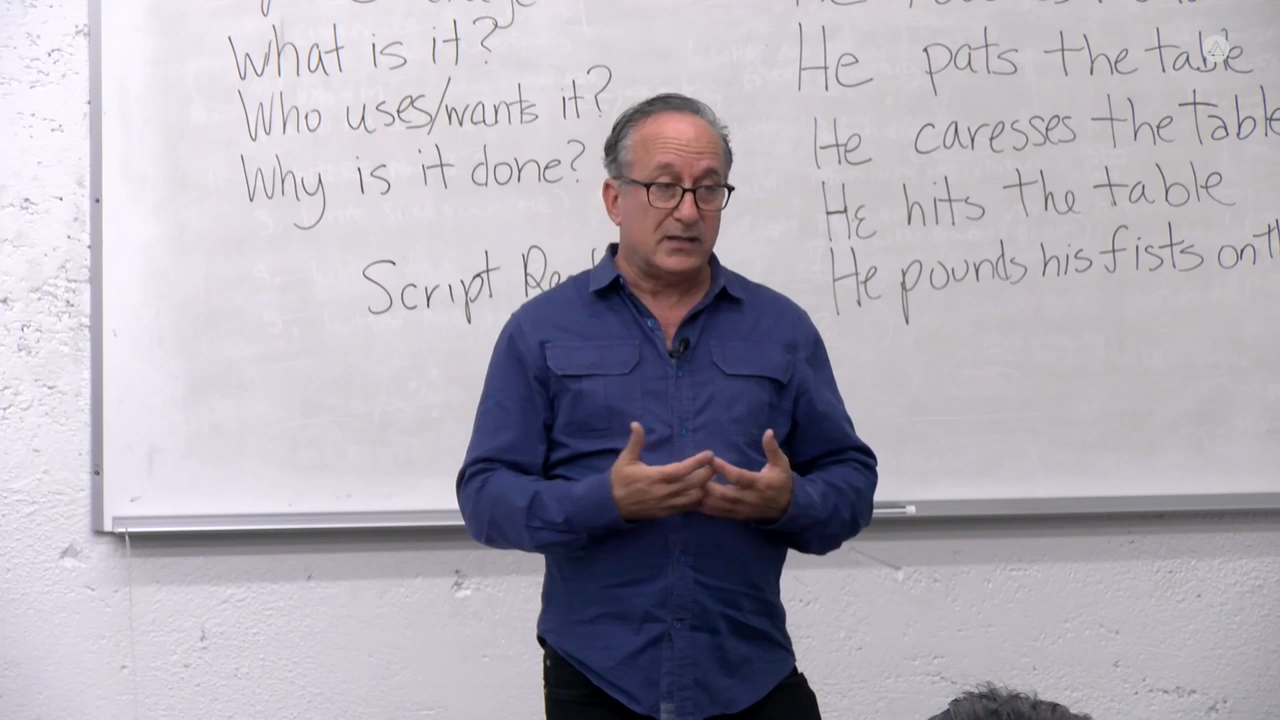 What is it?
Who uses/wants it?
Why is it done?
Script
He pats the table
He caresses the table
He hits the table
He pounds his fists on